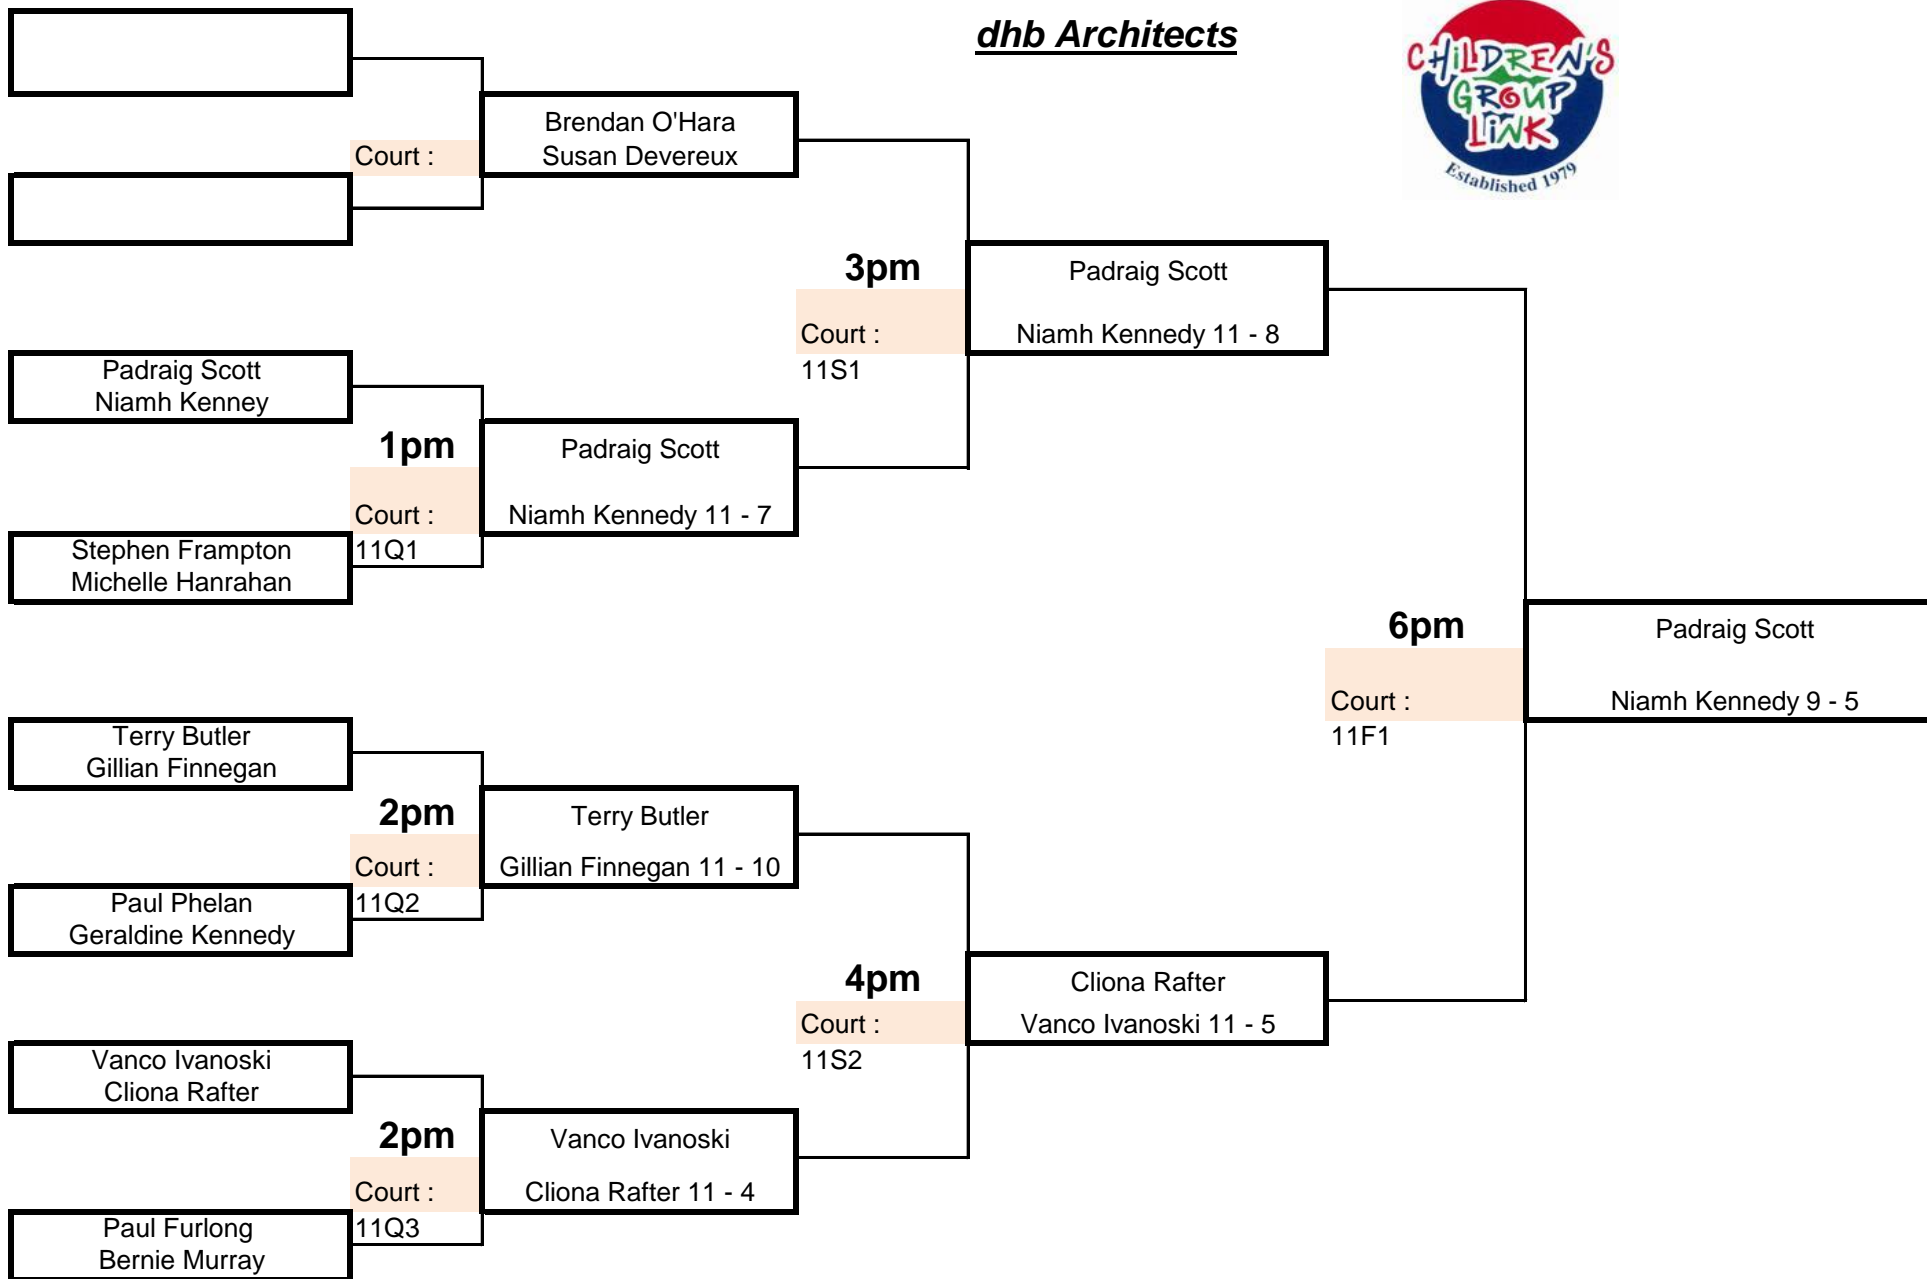 dhb Architects
CHILDREN'S
GROUP
LINK
Established 1979
Brendan O'Hara
Susan Devereux
Court :
3pm
Padraig Scott
Niamh Kennedy 11 - 8
Court :
11S1
Padraig Scott
Niamh Kenney
1pm
Padraig Scott
Court :
Niamh Kennedy 11 - 7
11Q1
Stephen Frampton
Michelle Hanrahan
6pm
Padraig Scott
Court :
Niamh Kennedy 9 - 5
11F1
Terry Butler
Gillian Finnegan
2pm
Terry Butler
Court :
Gillian Finnegan 11 - 10
11Q2
Paul Phelan
Geraldine Kennedy
4pm
Cliona Rafter
Court :
Vanco Ivanoski 11 - 5
11S2
Vanco Ivanoski
Cliona Rafter
2pm
Vanco Ivanoski
Court :
Cliona Rafter 11 - 4
11Q3
Paul Furlong
Bernie Murray